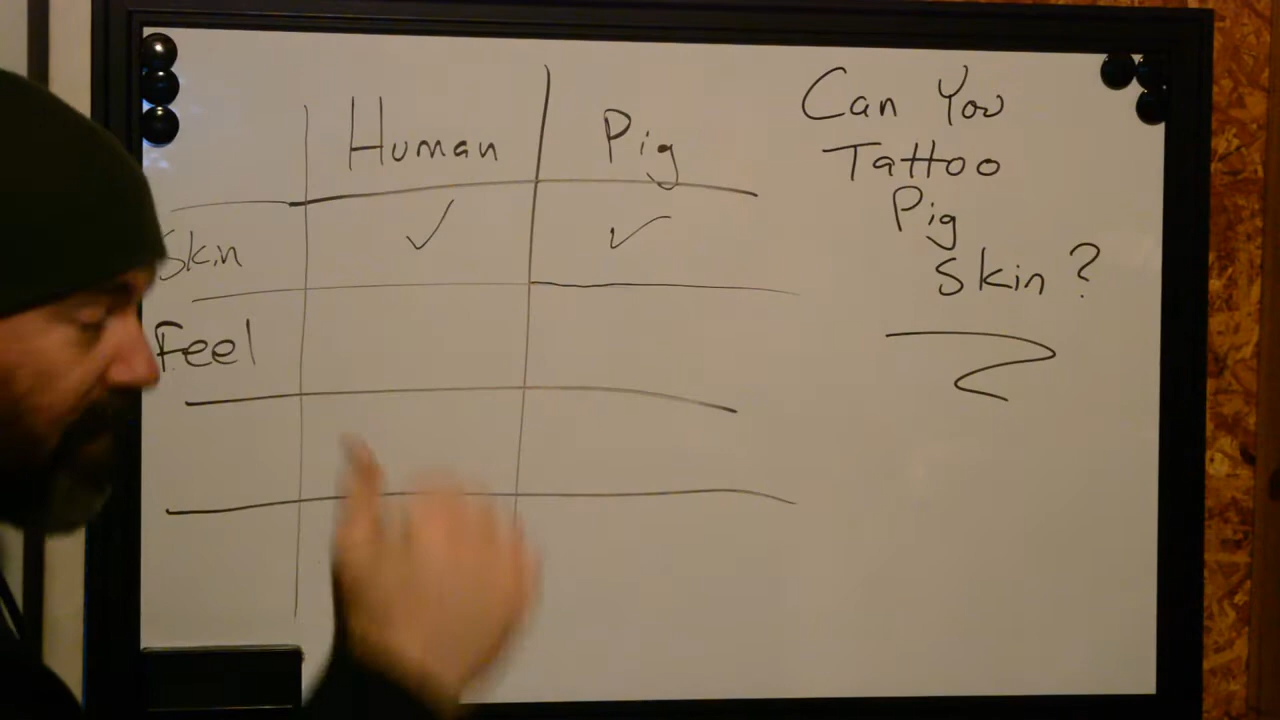 Human Pig
Skin ✓ ✓
Feel
Can You
Tattoo
Pig
Skin?